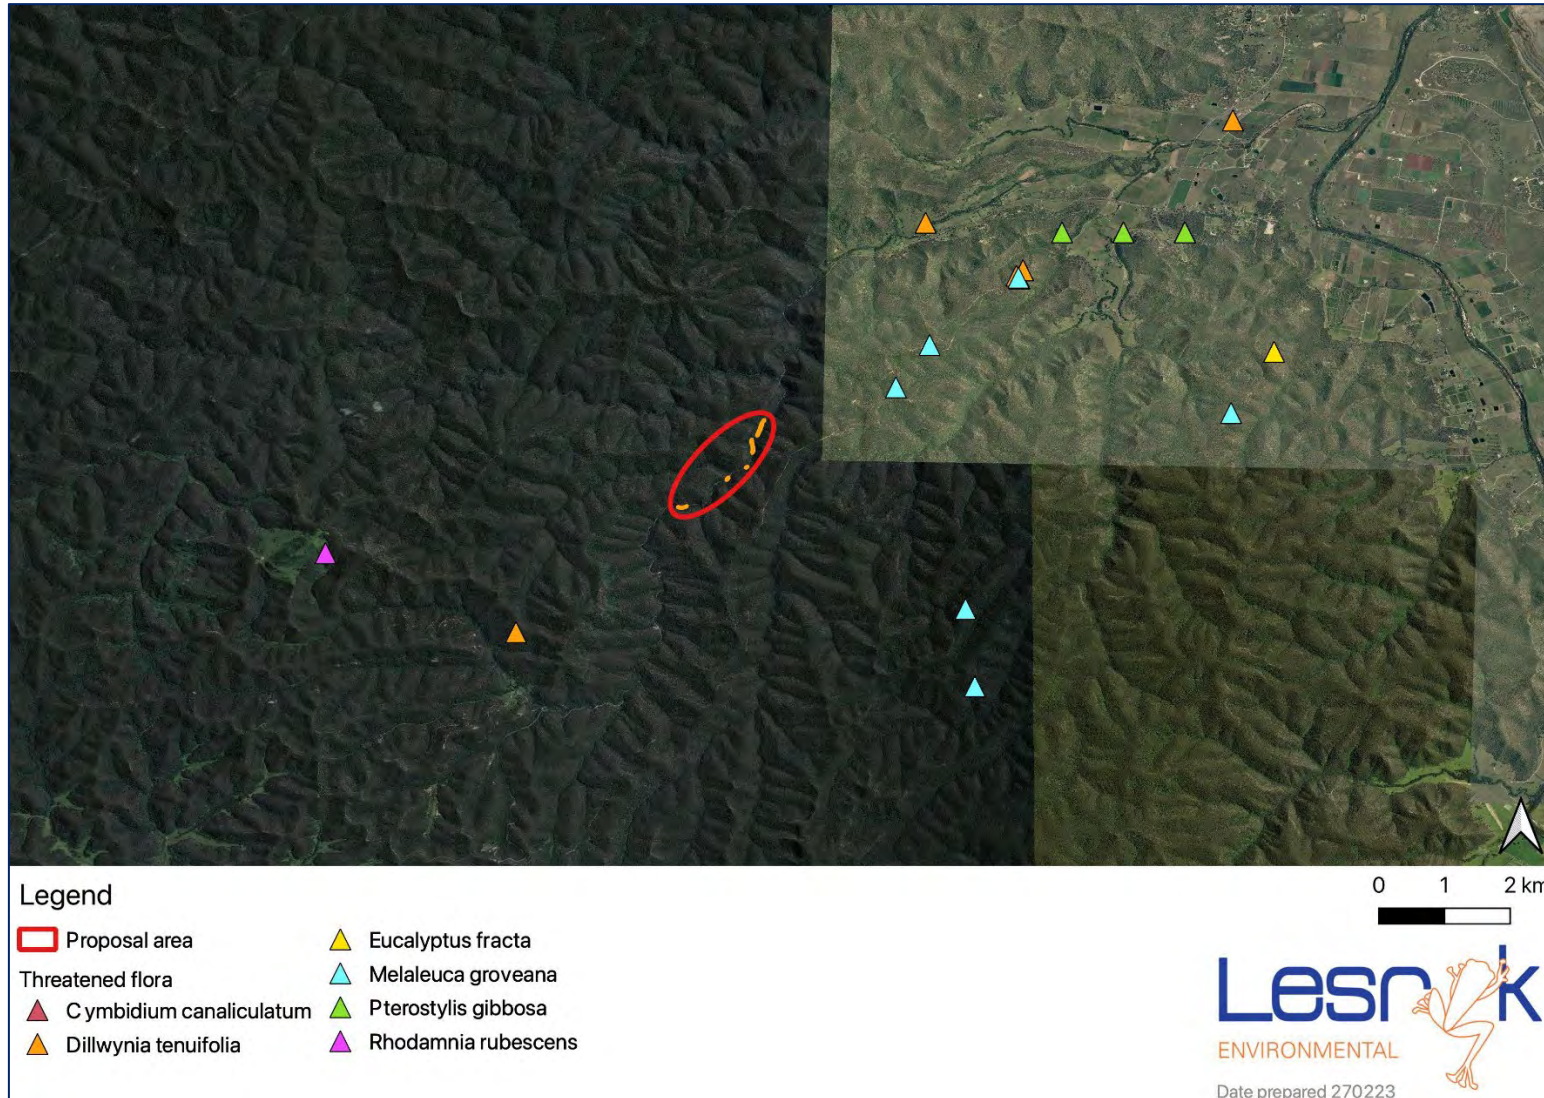 Legend
Proposal area
Threatened flora
Cymbidium canaliculatum
Dillwynia tenuifolia
Eucalyptus fracta
Melaleuca groveana
Pterostylis gibbosa
Rhodamnia rubescens
0 1 2 km
Lesryk
ENVIRONMENTAL
Date prepared 270223